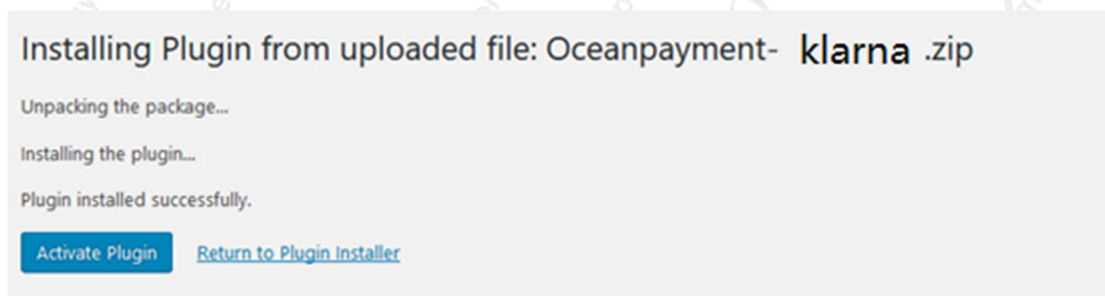 Installing Plugin from uploaded file: Oceanpayment- klarna .zip
Unpacking the package...
Installing the plugin...
Plugin installed successfully.
Activate Plugin Return to Plugin Installer